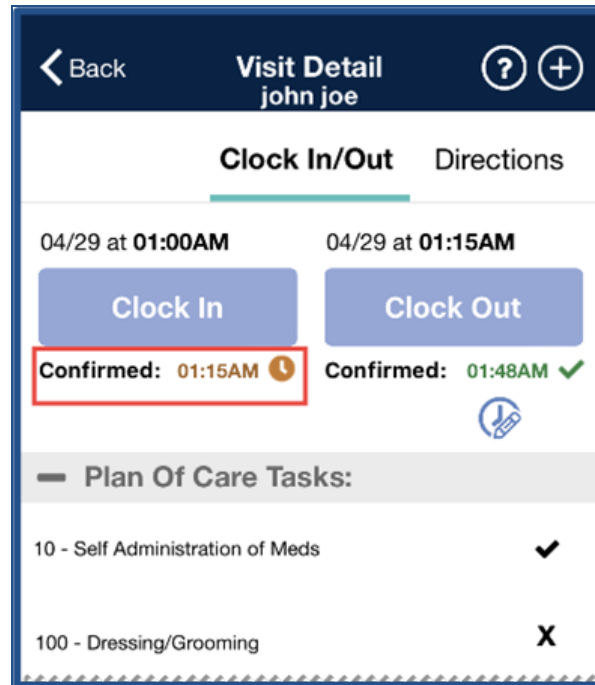 Back
Visit Detail
john joe
?
Clock In/Out
Directions
04/29 at 01:00AM
04/29 at 01:15AM
Clock In
Clock Out
Confirmed: 01:15AM
Confirmed: 01:48AM
Plan Of Care Tasks:
10 - Self Administration of Meds
100 - Dressing/Grooming X